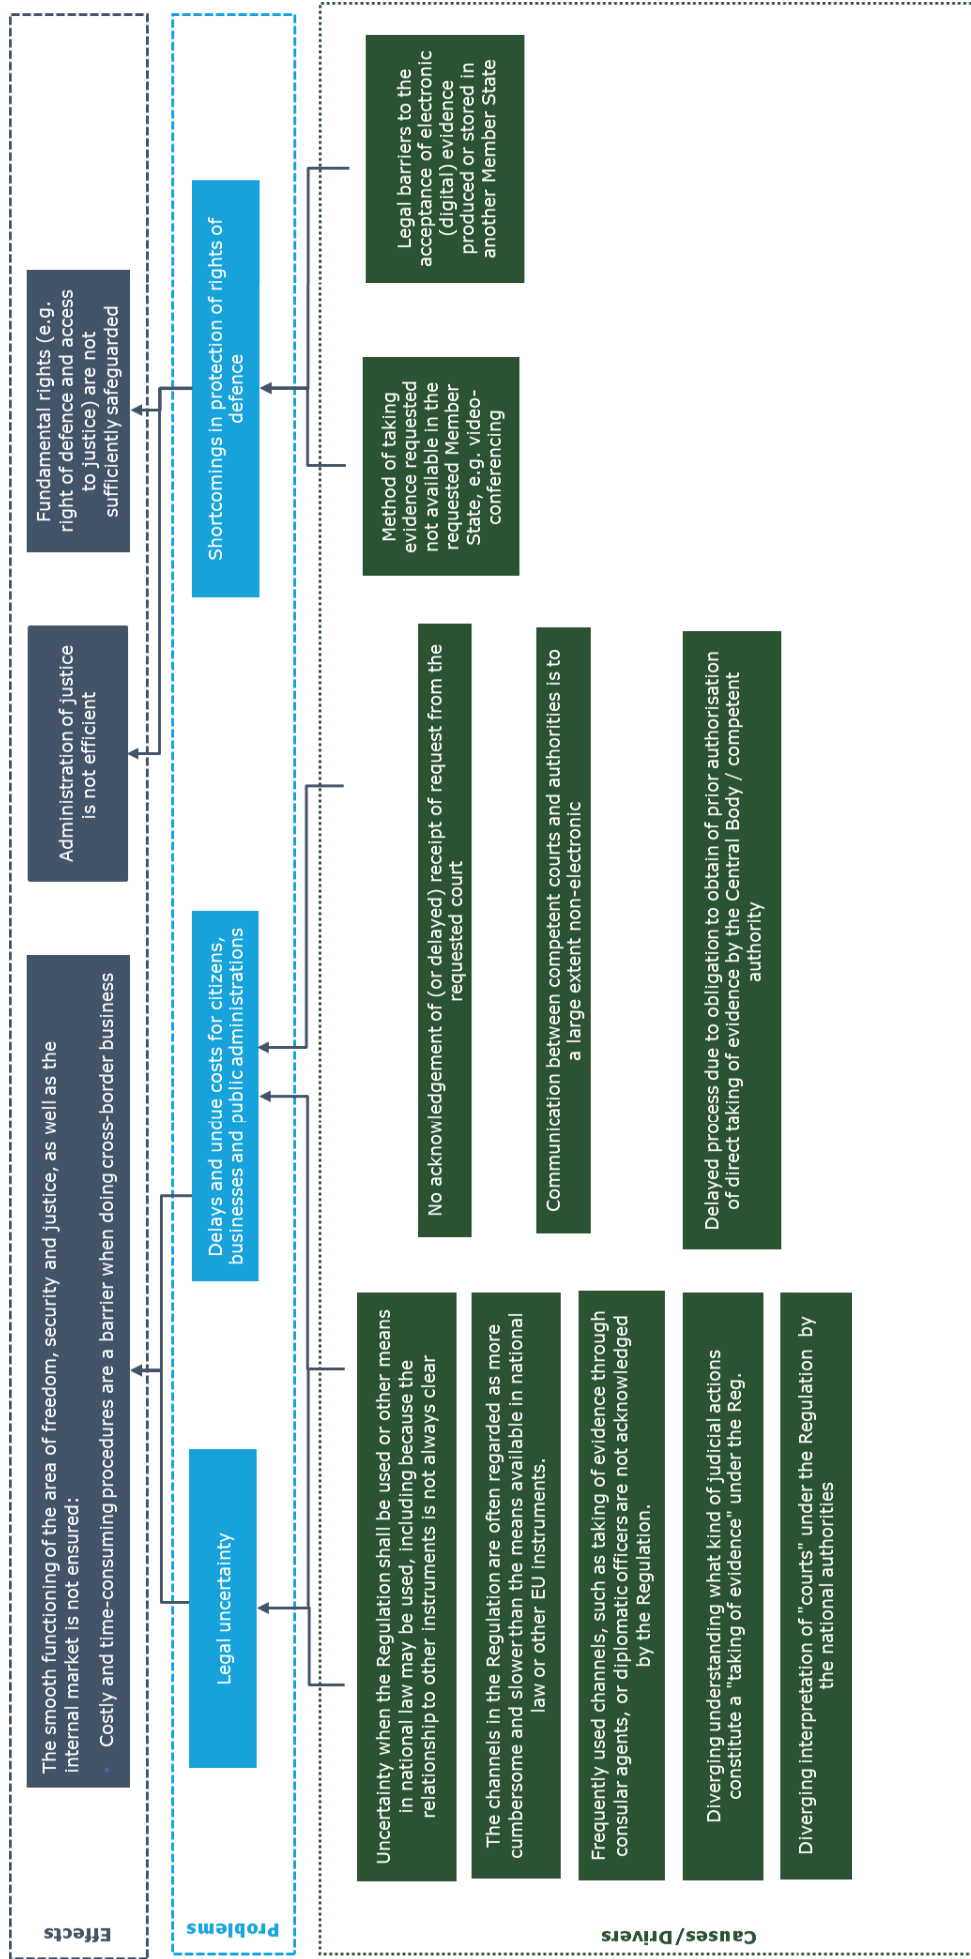 Effects
The smooth functioning of the area of freedom, security and justice, as well as the
internal market is not ensured:
• Costly and time-consuming procedures are a barrier when doing cross-border business
Administration of justice
is not efficient
Fundamental rights (e.g.
right of defence and access
to justice) are not
sufficiently safeguarded
Problems
Legal uncertainty
Delays and undue costs for citizens,
businesses and public administrations
Shortcomings in protection of rights of
defence
Causes/Drivers
Uncertainty when the Regulation shall be used or other means
in national law may be used, including because the
relationship to other instruments is not always clear
The channels in the Regulation are often regarded as more
cumbersome and slower than the means available in national
law or other EU instruments.
Frequently used channels, such as taking of evidence through
consular agents, or diplomatic officers are not acknowledged
by the Regulation.
Diverging understanding what kind of judicial actions
constitute a "taking of evidence" under the Reg.
Diverging interpretation of "courts" under the Regulation by
the national authorities
No acknowledgement of (or delayed) receipt of request from the
requested court
Communication between competent courts and authorities is to
a large extent non-electronic
Delayed process due to obligation to obtain of prior authorisation
of direct taking of evidence by the Central Body / competent
authority
Method of taking
evidence requested
not available in the
requested Member
State, e.g. video-
conferencing
Legal barriers to the
acceptance of electronic
(digital) evidence
produced or stored in
another Member State